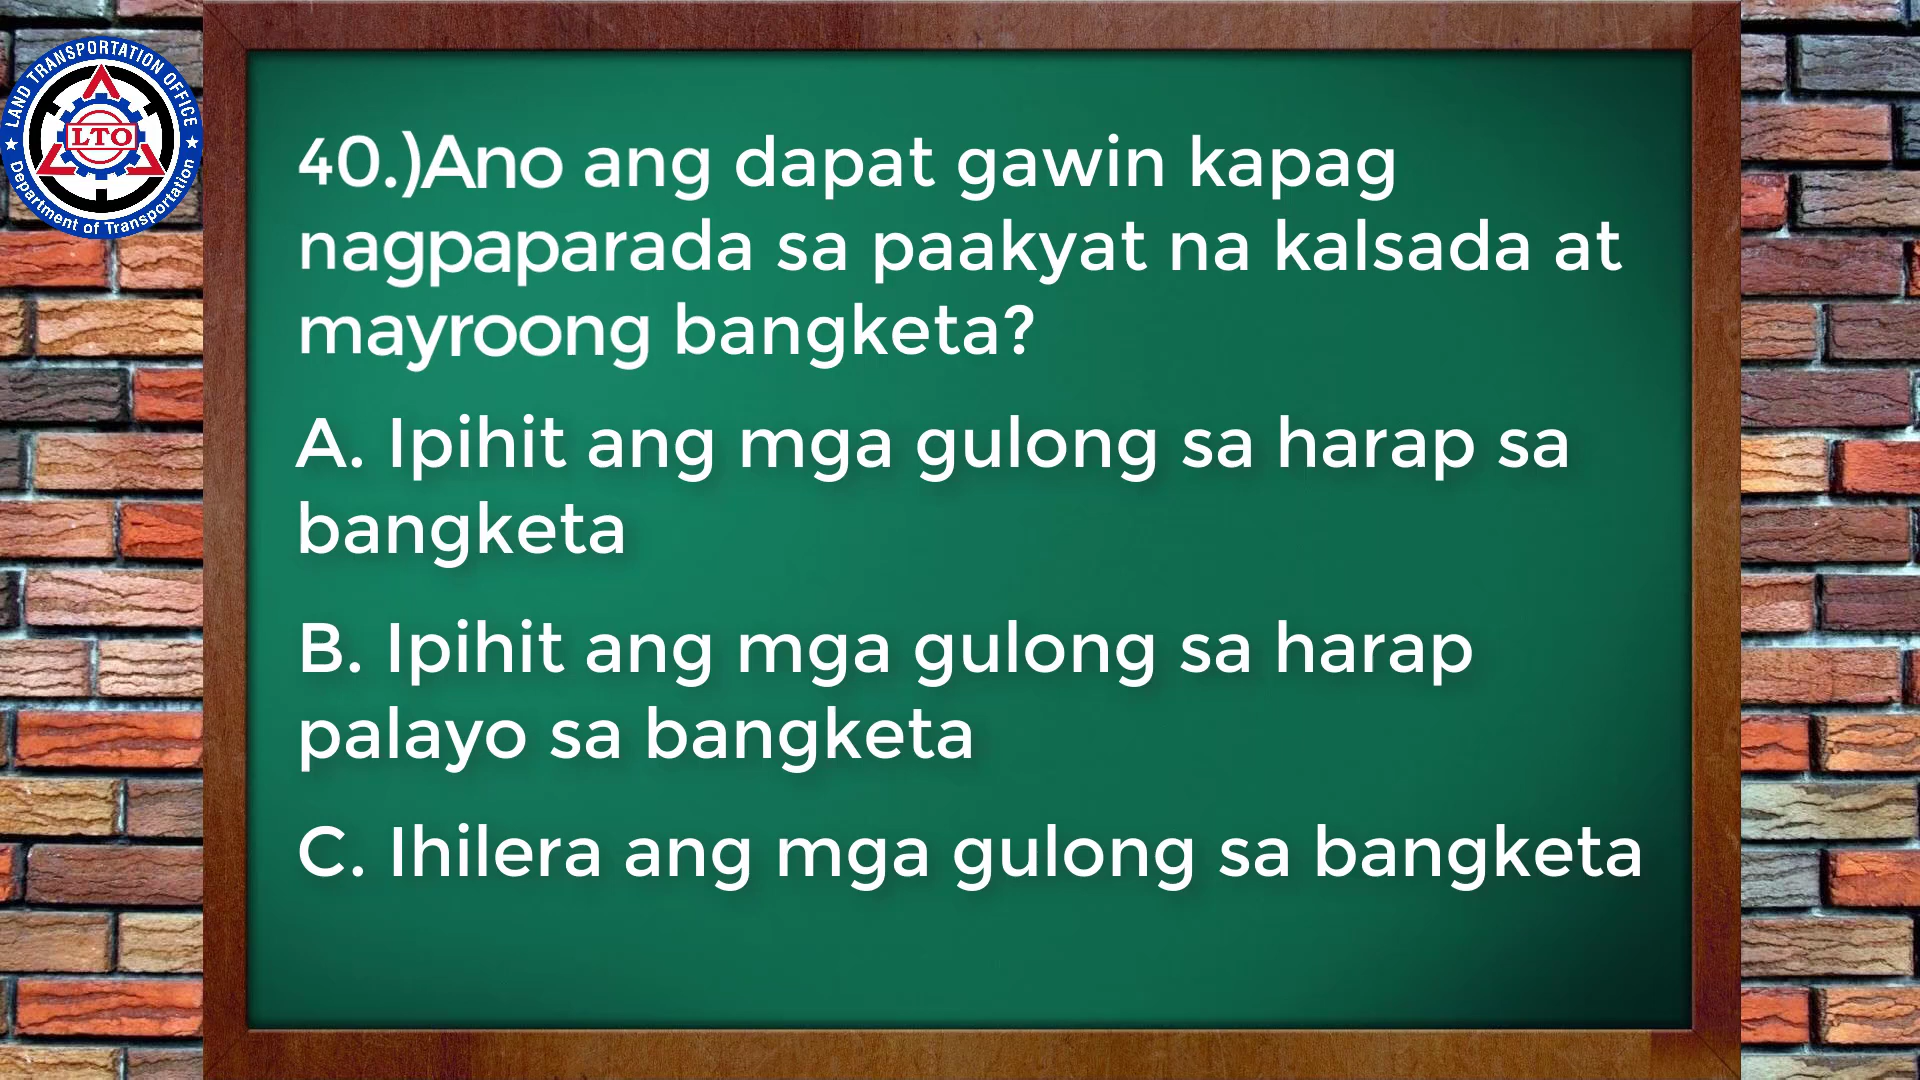 LAND TRANSPORTATION OFFICE
LTO
Department of Transportation
40.)Ano ang dapat gawin kapag
nagpaparada sa paakyat na kalsada at
mayroong bangketa?
A. Ipihit ang mga gulong sa harap sa
bangketa
B. Ipihit ang mga gulong sa harap
palayo sa bangketa
C. Ihilera ang mga gulong sa bangketa